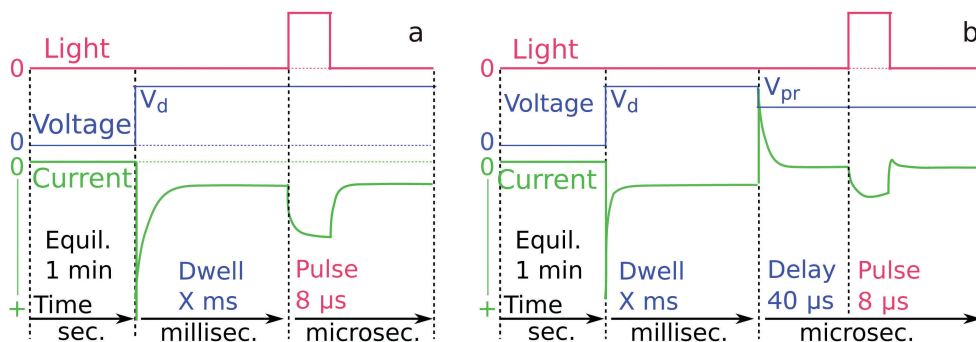 a
Light
0
V_d
Voltage
0
0
Current
Equil.
1 min
Dwell
X ms
Pulse
8 µs
+
Time
sec.
millisec.
microsec.
b
Light
0
V_d
V_pr
Voltage
0
0
Current
Equil.
1 min
Dwell
X ms
Delay
40 µs
Pulse
8 µs
+
Time
sec.
millisec.
microsec.